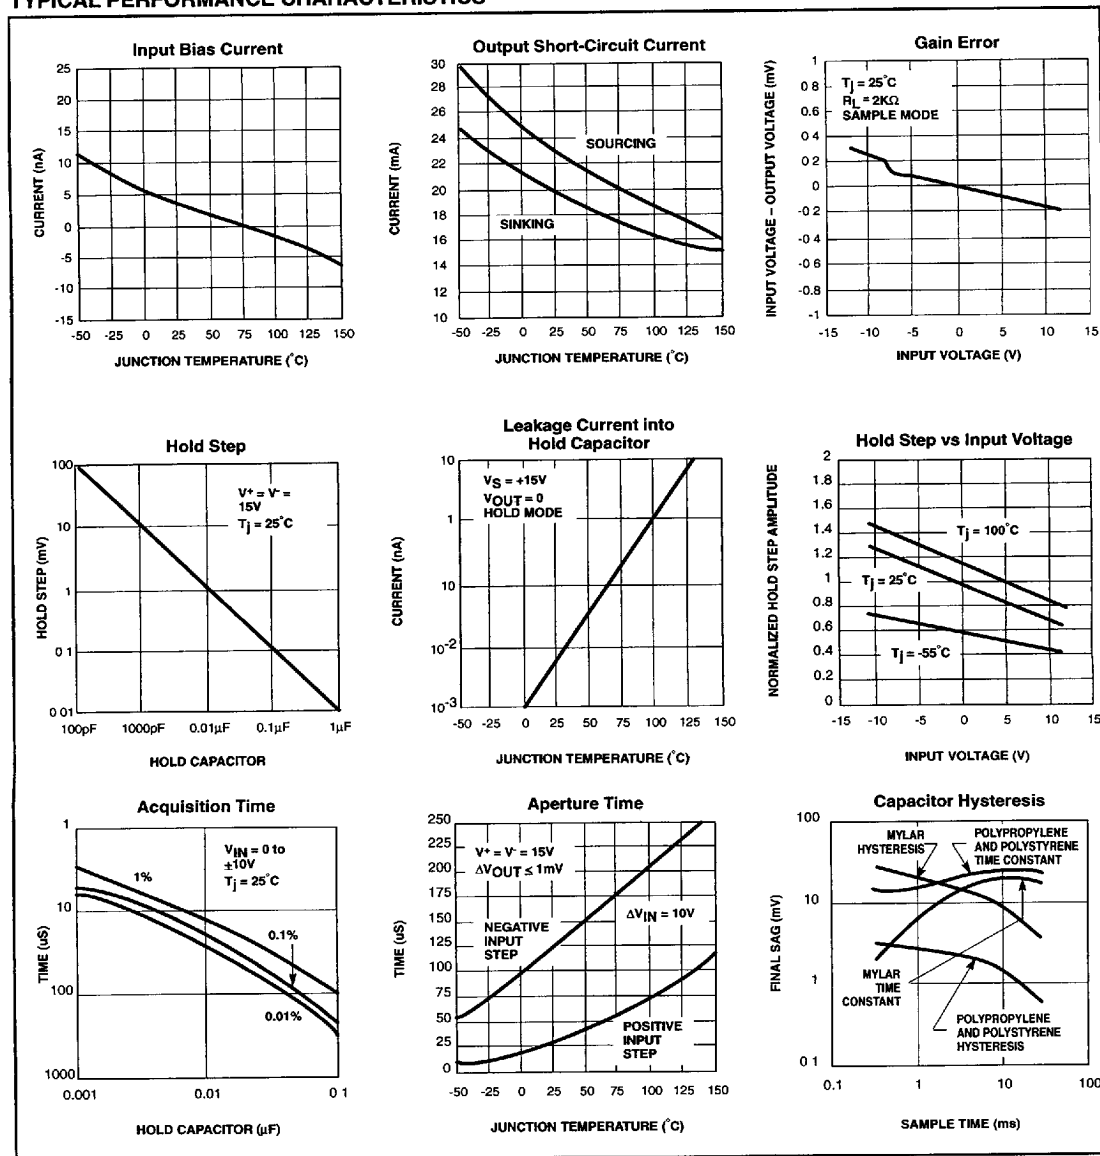 TYPICAL PERFORMANCE CHARACTERISTICS
Input Bias Current
CURRENT (nA)
25
20
15
10
5
0
-5
-10
-15
-50 -25 0 25 50 75 100 125 150
JUNCTION TEMPERATURE (°C)
Output Short-Circuit Current
CURRENT (mA)
30
28
26
24
22
20
18
16
14
12
10
SOURCING
SINKING
-50 -25 0 25 50 75 100 125 150
JUNCTION TEMPERATURE (°C)
Gain Error
INPUT VOLTAGE – OUTPUT VOLTAGE (mV)
1
0 8
0 6
0 4
0 2
0
-0 2
-0 4
-0 6
-0 8
-1
Tj = 25°C
RL = 2KΩ
SAMPLE MODE
-15 -10 -5 0 5 10 15
INPUT VOLTAGE (V)
Hold Step
HOLD STEP (mV)
100
10
1
0 1
0 01
V+ = V- =
15V
Tj = 25°C
100pF 1000pF 0.01µF 0.1µF 1µF
HOLD CAPACITOR
Leakage Current into
Hold Capacitor
CURRENT (nA)
10
1
10
10-2
10-3
VS = +15V
VOUT = 0
HOLD MODE
-50 -25 0 25 50 75 100 125 150
JUNCTION TEMPERATURE (°C)
Hold Step vs Input Voltage
NORMALIZED HOLD STEP AMPLITUDE
2
1.8
1.6
1.4
1.2
1
0.8
0.6
0.4
0.2
0
Tj = 100°C
Tj = 25°C
Tj = -55°C
-15 -10 -5 0 5 10 15
INPUT VOLTAGE (V)
Acquisition Time
TIME (uS)
1
10
100
1000
VIN = 0 to
±10V
Tj = 25°C
1%
0.1%
0.01%
0.001 0.01 0 1
HOLD CAPACITOR (µF)
Aperture Time
TIME (uS)
250
225
200
175
150
125
100
75
50
25
0
V+ = V- = 15V
ΔVOUT ≤ 1mV
ΔVIN = 10V
NEGATIVE
INPUT
STEP
POSITIVE
INPUT
STEP
-50 -25 0 25 50 75 100 125 150
JUNCTION TEMPERATURE (°C)
Capacitor Hysteresis
FINAL SAG (mV)
100
10
1
0 1
MYLAR
HYSTERESIS
POLYPROPYLENE
AND POLYSTYRENE
TIME CONSTANT
MYLAR
TIME
CONSTANT
POLYPROPYLENE
AND POLYSTYRENE
HYSTERESIS
0.1 1 10 100
SAMPLE TIME (ms)